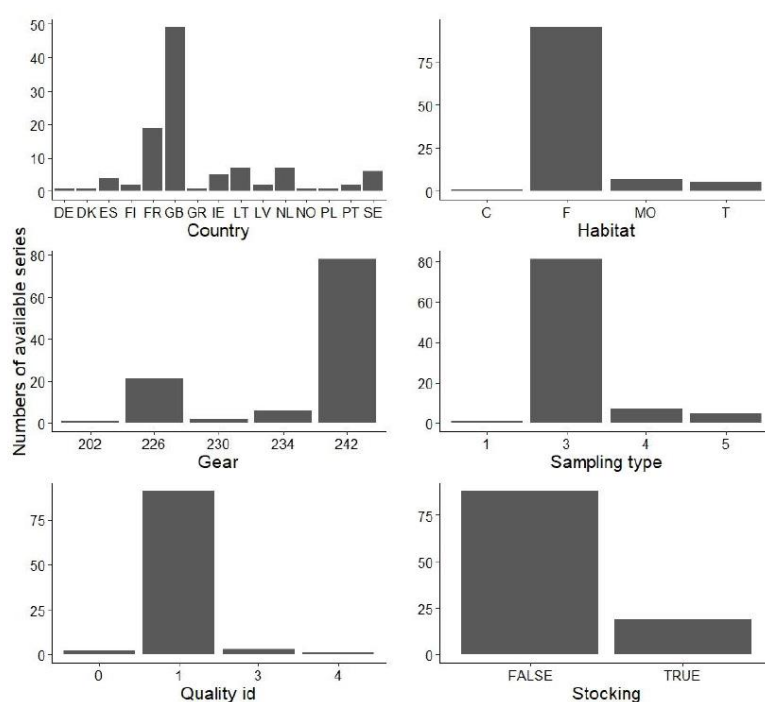 Numbers of available series
50
40
30
20
10
0
DE DK ES FI FR GB GR IE LT LV NL NO PL PT SE
Country
75
50
25
0
C F MO T
Habitat
80
60
40
20
0
202 226 230 234 242
Gear
80
60
40
20
0
1 3 4 5
Sampling type
75
50
25
0
0 1 3 4
Quality id
75
50
25
0
FALSE TRUE
Stocking